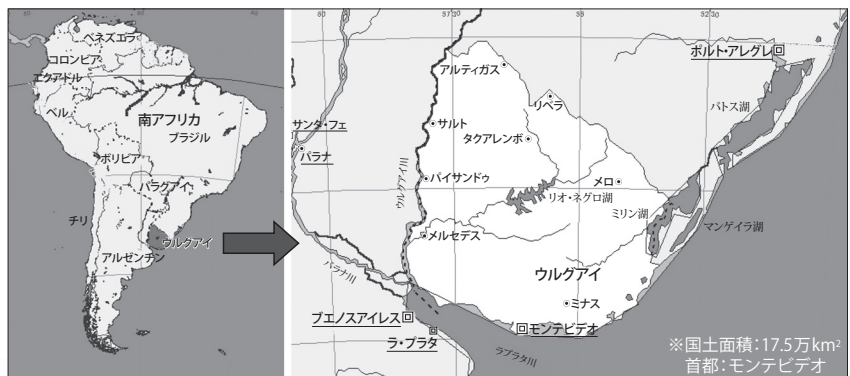 80
60
40
ベネズエラ
コロンビア
エクアドル
ペルー
南アフリカ
ブラジル
ボリビア
パラグアイ
チリ
ウルグアイ
アルゼンチン
60
57:30
55
52:30
ポルト・アレグレ
アルティガス
リベラ
パトス湖
サンタ・フェ
サルト
タクアレンボ
パラナ
ウルグアイ川
パイサンドゥ
メロ
リオ・ネグロ湖
ミリン湖
マンゲイラ湖
メルセデス
パラナ川
ウルグアイ
ミナス
ブエノスアイレス
モンテビデオ
ラ・プラタ
ラプラタ川
※国土面積：17.5万km²
首都：モンテビデオ